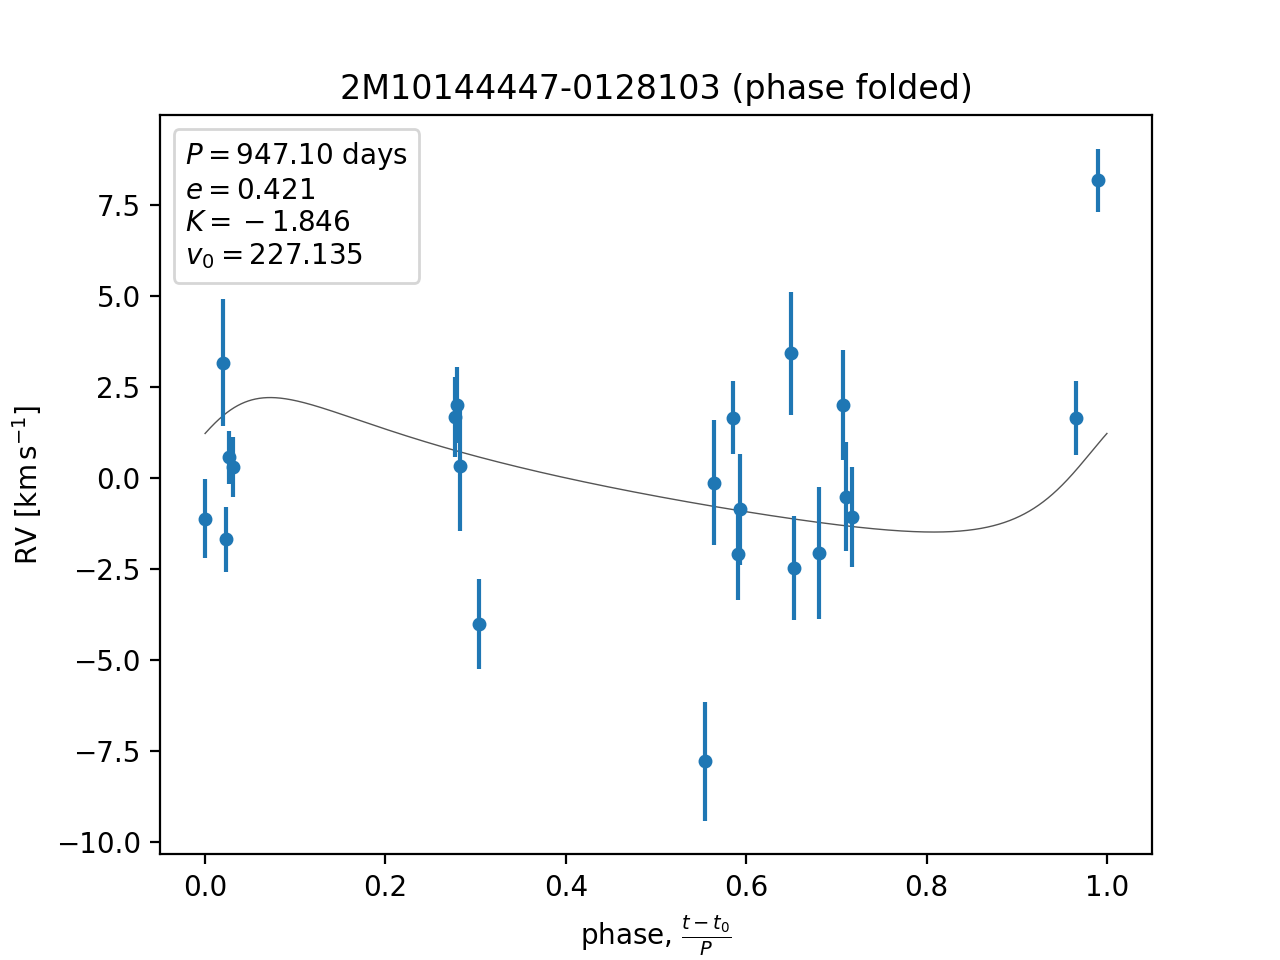 2M10144447-0128103 (phase folded)
P = 947.10 days
e = 0.421
K = −1.846
v₀ = 227.135
7.5
5.0
2.5
0.0
−2.5
−5.0
−7.5
−10.0
RV [km s⁻¹]
0.0 0.2 0.4 0.6 0.8 1.0
phase, (t − t₀)/P